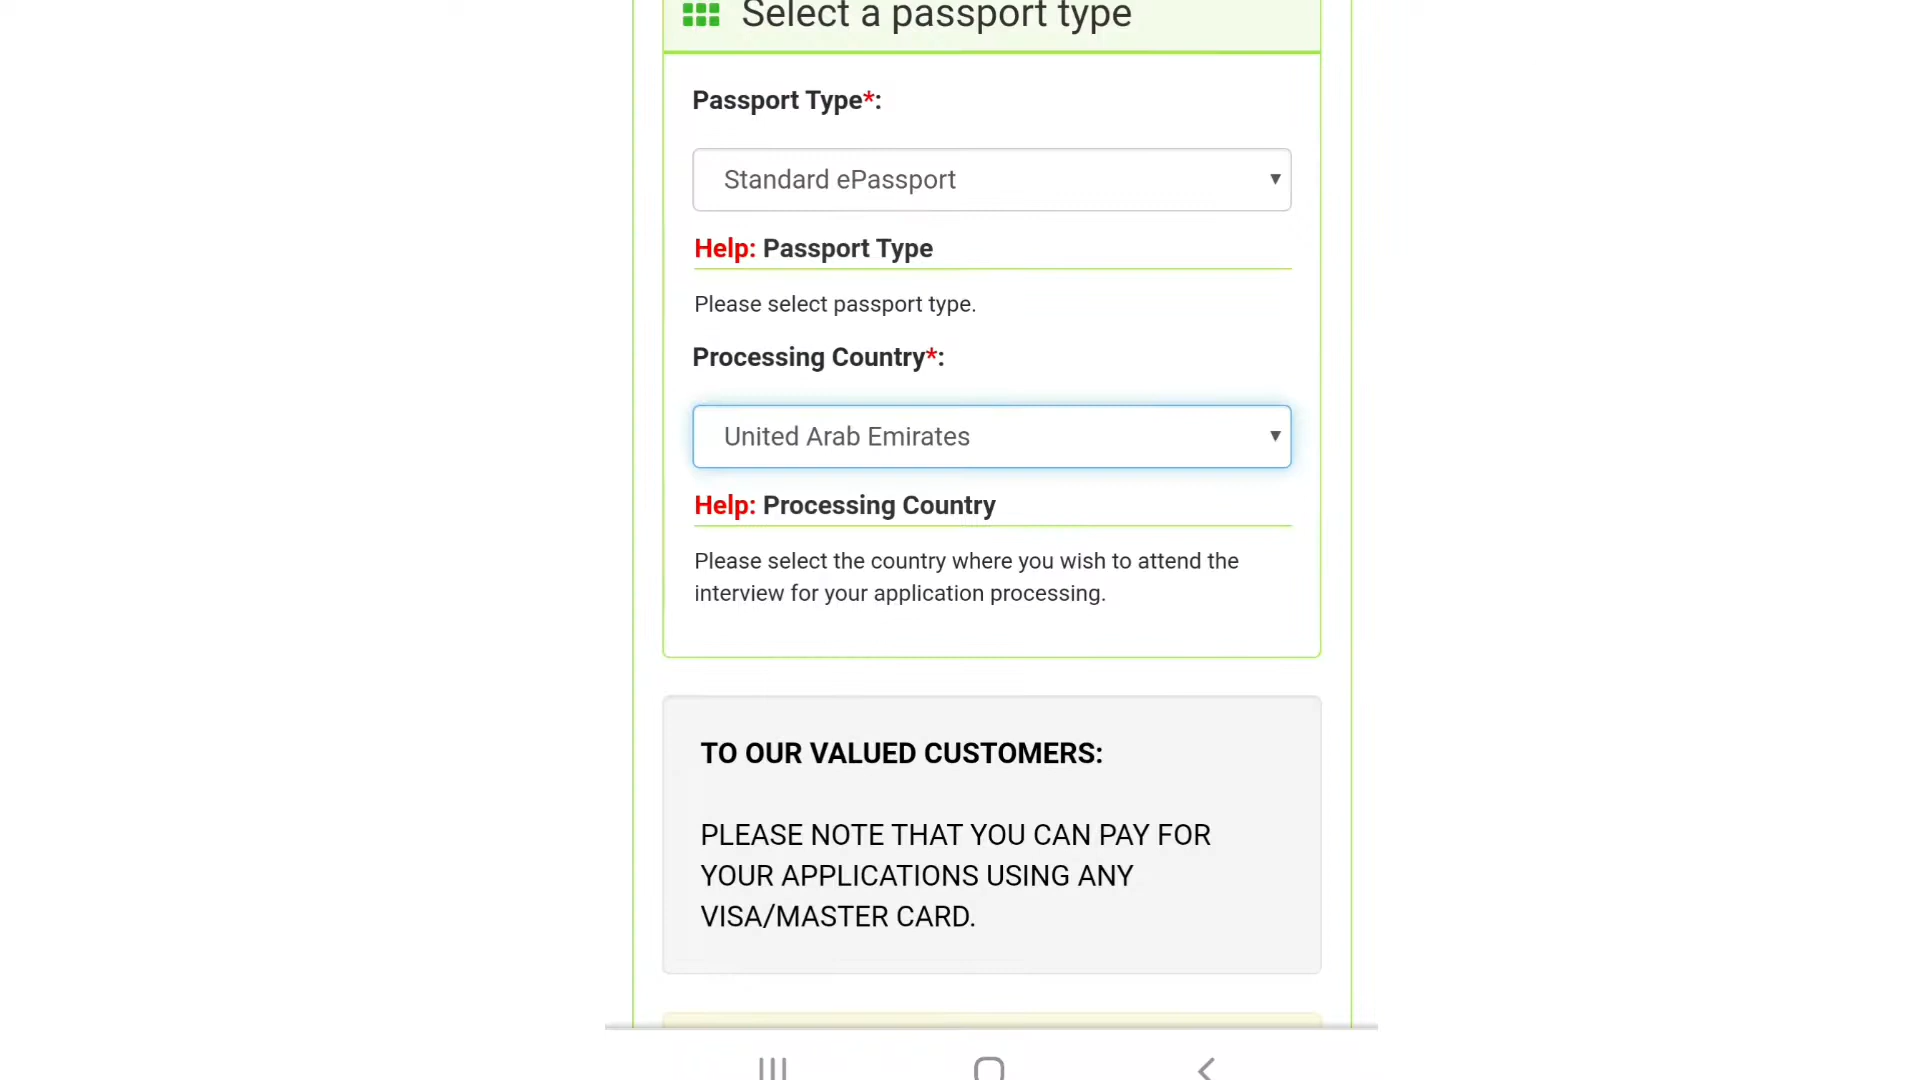 Select a passport type
Passport Type*:
Standard ePassport
Help: Passport Type
Please select passport type.
Processing Country*:
United Arab Emirates
Help: Processing Country
Please select the country where you wish to attend the
interview for your application processing.
TO OUR VALUED CUSTOMERS:
PLEASE NOTE THAT YOU CAN PAY FOR
YOUR APPLICATIONS USING ANY
VISA/MASTER CARD.